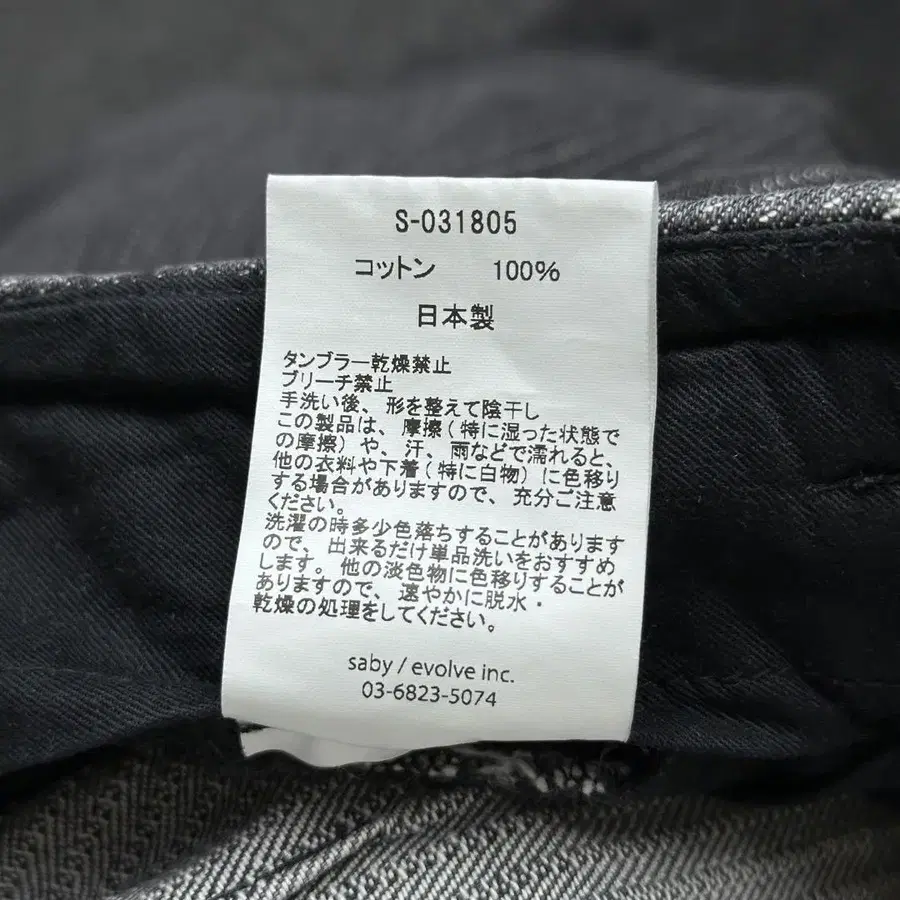 S-031805
コットン 100%
日本製
タンブラー乾燥禁止
ブリーチ禁止
手洗い後、形を整えて陰干し
この製品は、摩擦(特に湿った状態で
の摩擦)や、汗、雨などで濡れると、
他の衣料や下着(特に白物)に色移り
する場合がありますので、充分ご注意
ください。
洗濯の時多少色落ちすることがあります
ので、出来るだけ単品洗いをおすすめ
します。他の淡色物に色移りすることが
ありますので、速やかに脱水・
乾燥の処理をしてください。
saby / evolve inc.
03-6823-5074